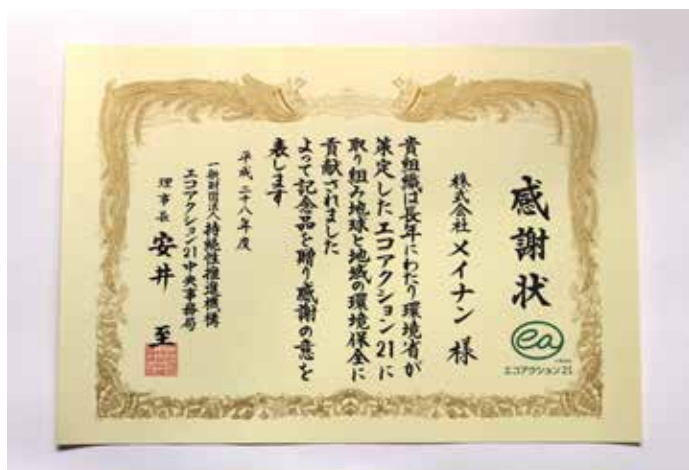 感謝状
ea
エコアクション21
株式会社 メイナン 様
貴組織は長年にわたり環境省が
策定したエコアクション21に
取り組み地球と地域の環境保全に
貢献されました
よって記念品を贈り感謝の意を
表します
平成二十八年度
一般財団法人持続性推進機構
エコアクション21中央事務局
理事長 安井 至